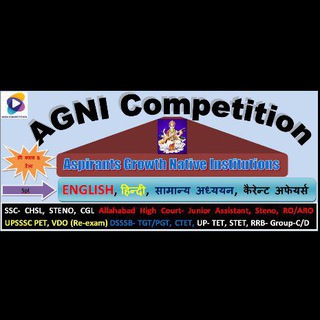 AGNI Competition
Aspirants Growth Native Institutions
Spl
ENGLISH, हिन्दी, सामान्य अध्ययन, कैरेन्ट अफेयर्स
SSC- CHSL, STENO, CGL Allahabad High Court- Junior Assistant, Steno, RO/ARO
UPSSSC PET, VDO (Re-exam) DSSSB- TGT/PGT, CTET, UP- TET, STET, RRB- Group-C/D